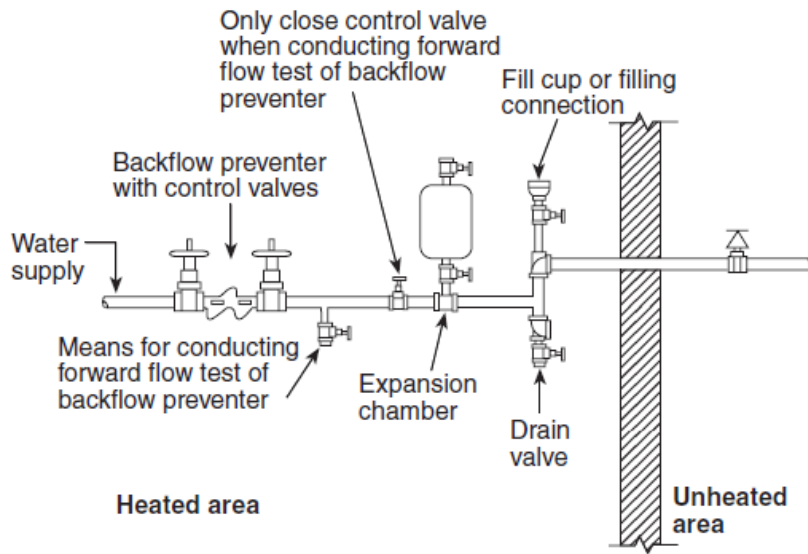 Only close control valve
when conducting forward
flow test of backflow
preventer
Fill cup or filling
connection
Backflow preventer
with control valves
Water
supply
Means for conducting
forward flow test of
backflow preventer
Expansion
chamber
Drain
valve
Heated area
Unheated
area